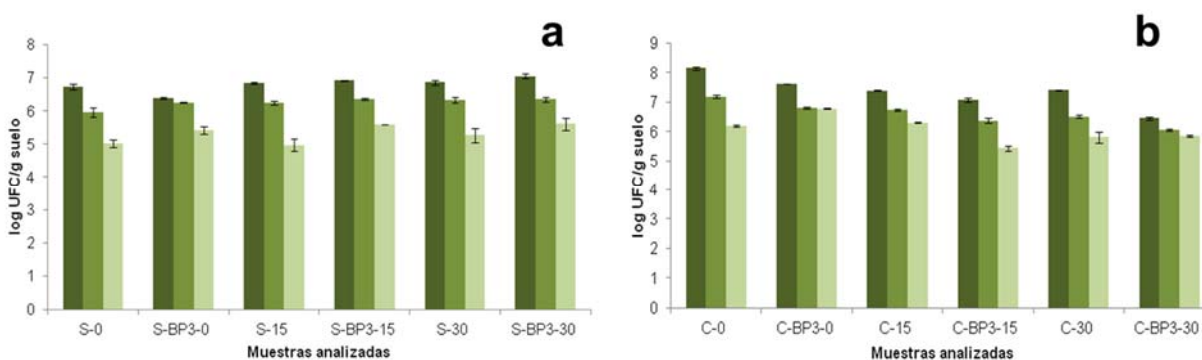 a
8
7
6
5
4
3
2
1
0
log UFC/g suelo
S-0 S-BP3-0 S-15 S-BP3-15 S-30 S-BP3-30
Muestras analizadas
b
9
8
7
6
5
4
3
2
1
0
log UFC/g suelo
C-0 C-BP3-0 C-15 C-BP3-15 C-30 C-BP3-30
Muestras analizadas